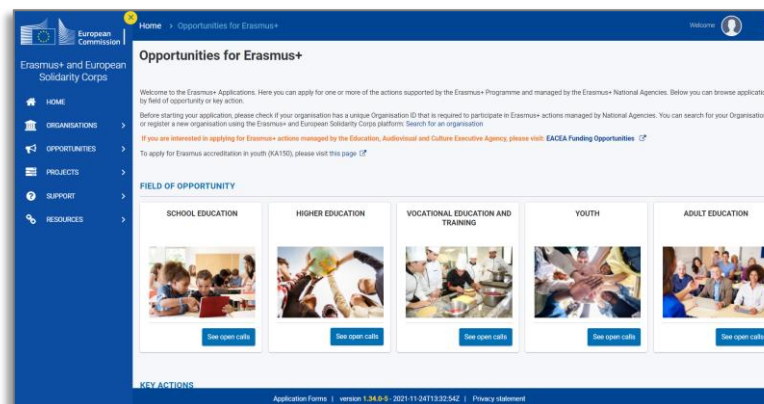 European
Commission
Erasmus+ and European
Solidarity Corps
HOME
ORGANISATIONS
OPPORTUNITIES
PROJECTS
SUPPORT
RESOURCES
Home > Opportunities for Erasmus+
Welcome
Opportunities for Erasmus+
Welcome to the Erasmus+ Applications. Here you can apply for one or more of the actions supported by the Erasmus+ Programme and managed by the Erasmus+ National Agencies. Below you can browse applicatio
by field of opportunity or key action.
Before starting your application, please check if your organisation has a unique Organisation ID that is required to participate in Erasmus+ actions managed by National Agencies. You can search for your Organisation
or register a new organisation using the Erasmus+ and European Solidarity Corps platform: Search for an organisation
If you are interested in applying for Erasmus+ actions managed by the Education, Audiovisual and Culture Executive Agency, please visit: EACEA Funding Opportunities
To apply for Erasmus accreditation in youth (KA150), please visit this page
FIELD OF OPPORTUNITY
SCHOOL EDUCATION
See open calls
HIGHER EDUCATION
See open calls
VOCATIONAL EDUCATION AND
TRAINING
See open calls
YOUTH
See open calls
ADULT EDUCATION
See open calls
KEY ACTIONS
Application Forms | version 1.34.0-5 - 2021-11-24T13:32:54Z | Privacy statement